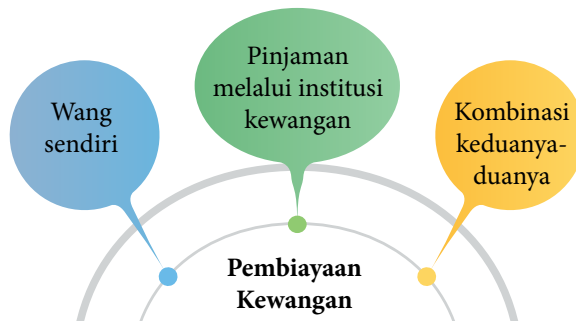 Wang
sendiri
Pinjaman
melalui institusi
kewangan
Kombinasi
keduanya-
duanya
Pembiayaan
Kewangan